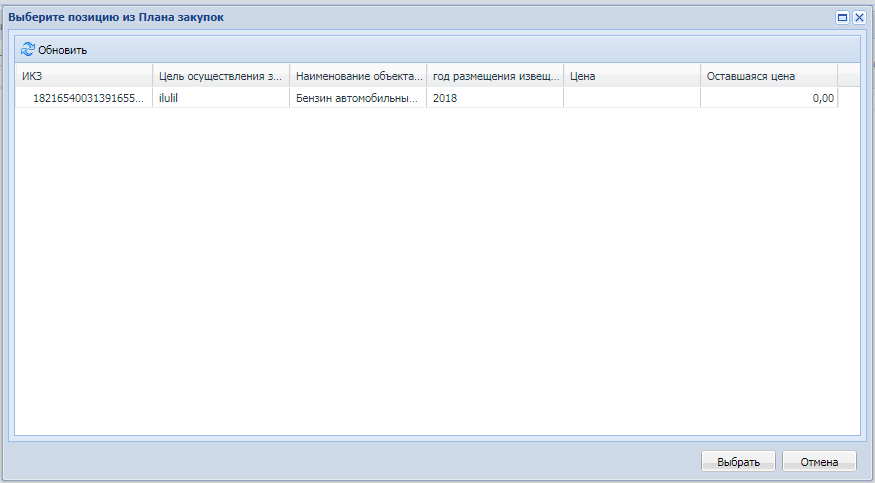 Выберите позицию из Плана закупок
Обновить
ИКЗ Цель осуществления з... Наименование объекта... год размещения извещ... Цена Оставшаяся цена
18216540031391655... ilulil Бензин автомобильны... 2018 0,00
Выбрать Отмена